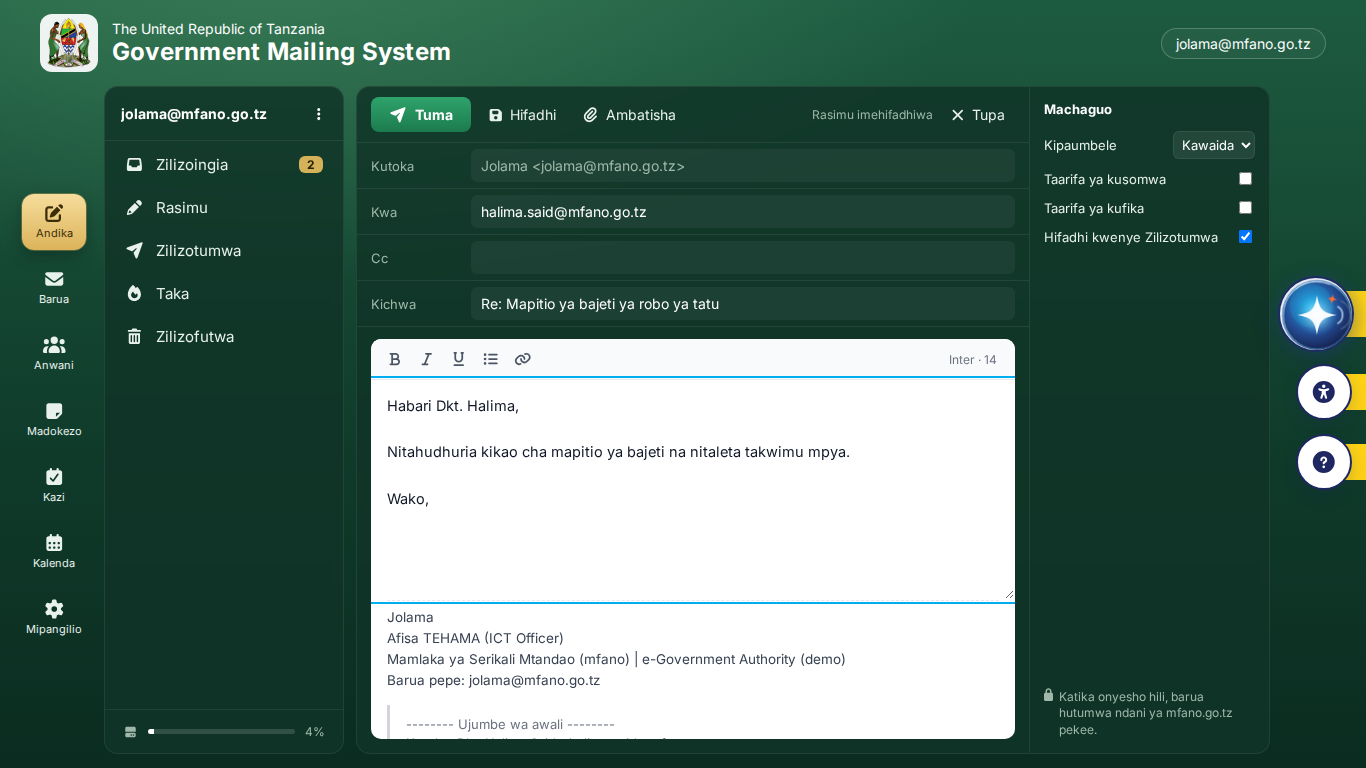 The United Republic of Tanzania
Government Mailing System
jolama@mfano.go.tz
Andika
Barua
Anwani
Madokezo
Kazi
Kalenda
Mipangilio
jolama@mfano.go.tz
Zilizoingia 2
Rasimu
Zilizotumwa
Taka
Zilizofutwa
4%
Tuma Hifadhi Ambatisha Rasimu imehifadhiwa Tupa
Kutoka Jolama <jolama@mfano.go.tz>
Kwa halima.said@mfano.go.tz
Cc
Kichwa Re: Mapitio ya bajeti ya robo ya tatu
B I U Inter · 14
Habari Dkt. Halima,
Nitahudhuria kikao cha mapitio ya bajeti na nitaleta takwimu mpya.
Wako,
Jolama
Afisa TEHAMA (ICT Officer)
Mamlaka ya Serikali Mtandao (mfano) | e-Government Authority (demo)
Barua pepe: jolama@mfano.go.tz
-------- Ujumbe wa awali --------
Machaguo
Kipaumbele Kawaida
Taarifa ya kusomwa
Taarifa ya kufika
Hifadhi kwenye Zilizotumwa
Katika onyesho hili, barua
hutumwa ndani ya mfano.go.tz
pekee.